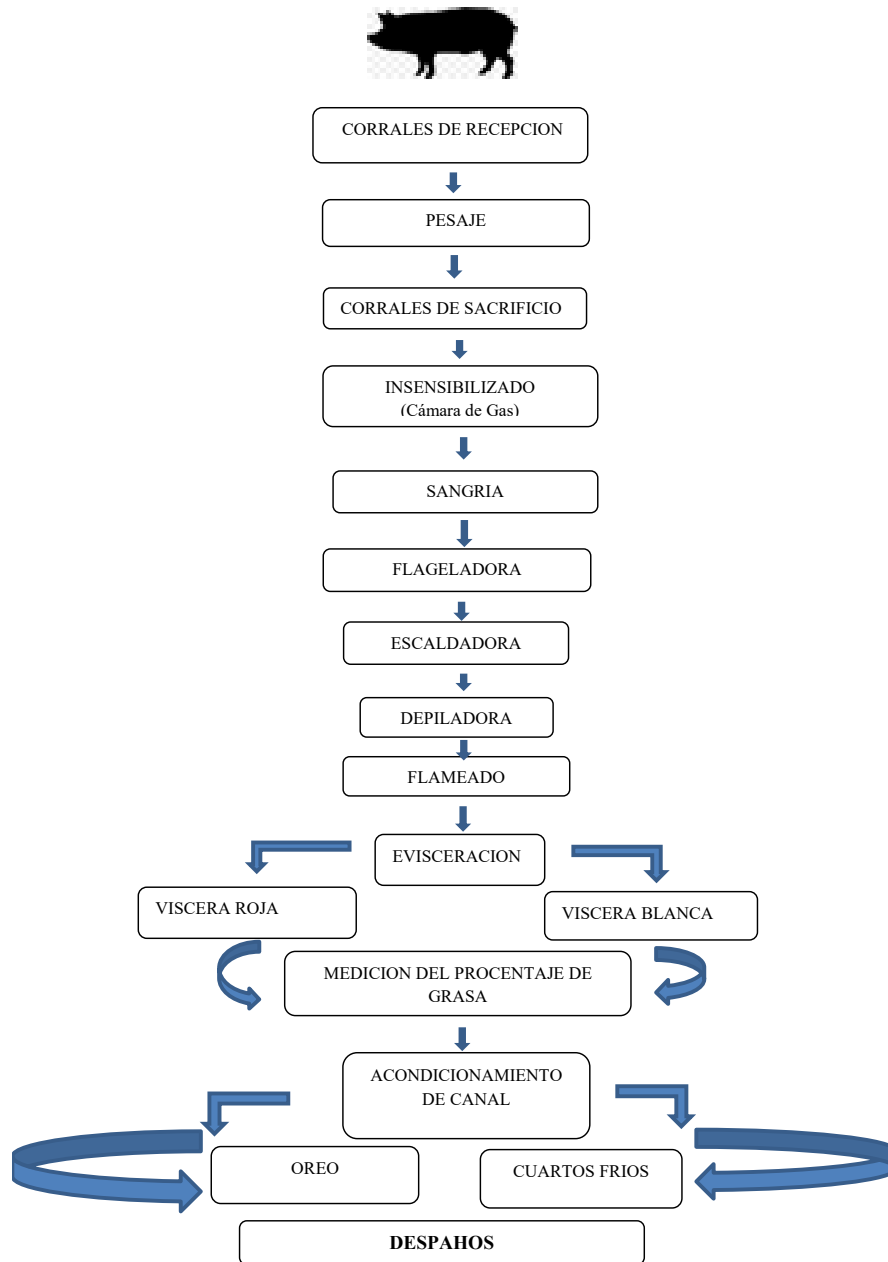 CORRALES DE RECEPCION
PESAJE
CORRALES DE SACRIFICIO
INSENSIBILIZADO
(Cámara de Gas)
SANGRIA
FLAGELADORA
ESCALDADORA
DEPILADORA
FLAMEADO
EVISCERACION
VISCERA ROJA
VISCERA BLANCA
MEDICION DEL PROCENTAJE DE
GRASA
ACONDICIONAMIENTO
DE CANAL
OREO
CUARTOS FRIOS
DESPAHOS